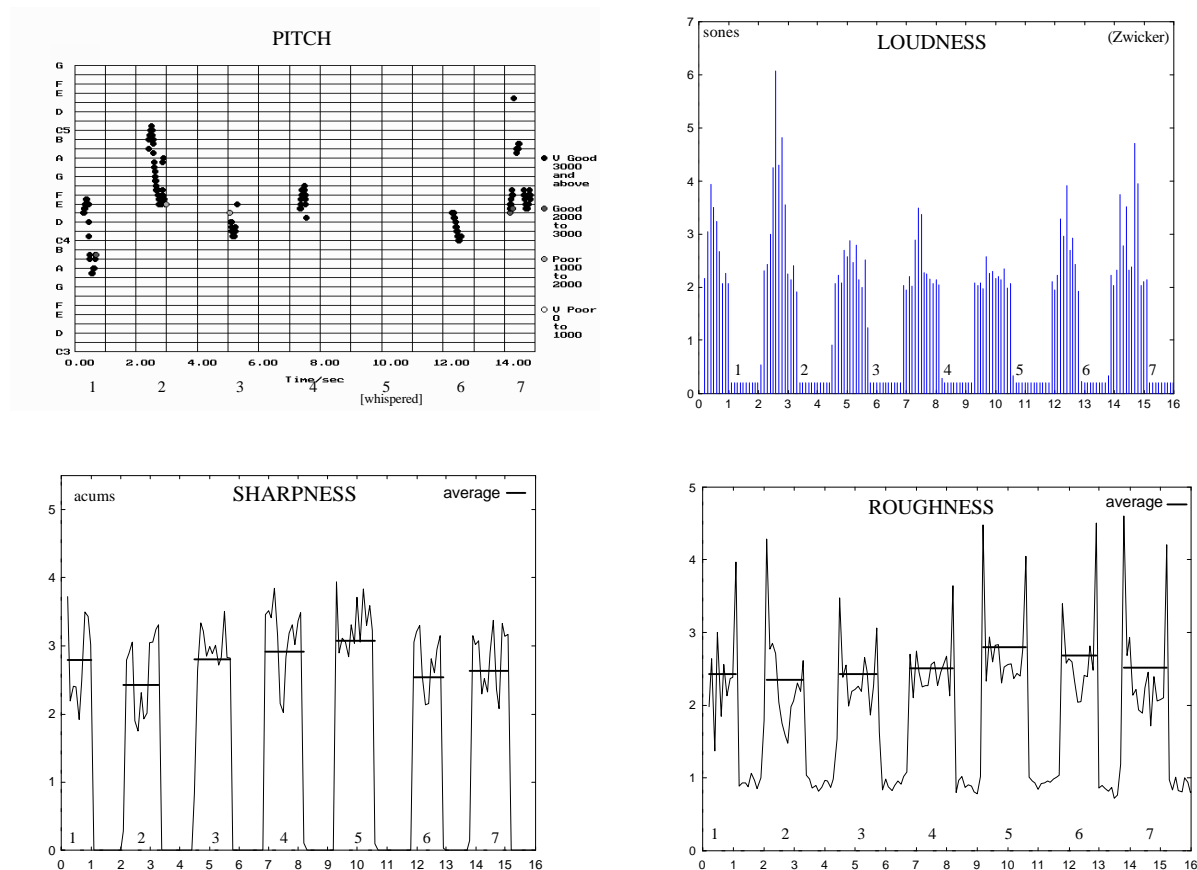 PITCH
G
F
E
D
C5
B
A
G
F
E
D
C4
B
A
G
F
E
D
C3
V Good
3000
and
above
Good
2000
to
3000
Poor
1000
to
2000
V Poor
0
to
1000
0.00 2.00 4.00 6.00 8.00 10.00 12.00 14.00
Time/sec
1 2 3 4 5 6 7
[whispered]
sones LOUDNESS (Zwicker)
7
6
5
4
3
2
1
0
1 2 3 4 5 6 7
0 1 2 3 4 5 6 7 8 9 10 11 12 13 14 15 16
acums SHARPNESS average
5
4
3
2
1
0
1 2 3 4 5 6 7
0 1 2 3 4 5 6 7 8 9 10 11 12 13 14 15 16
ROUGHNESS average
5
4
3
2
1
0
1 2 3 4 5 6 7
0 1 2 3 4 5 6 7 8 9 10 11 12 13 14 15 16